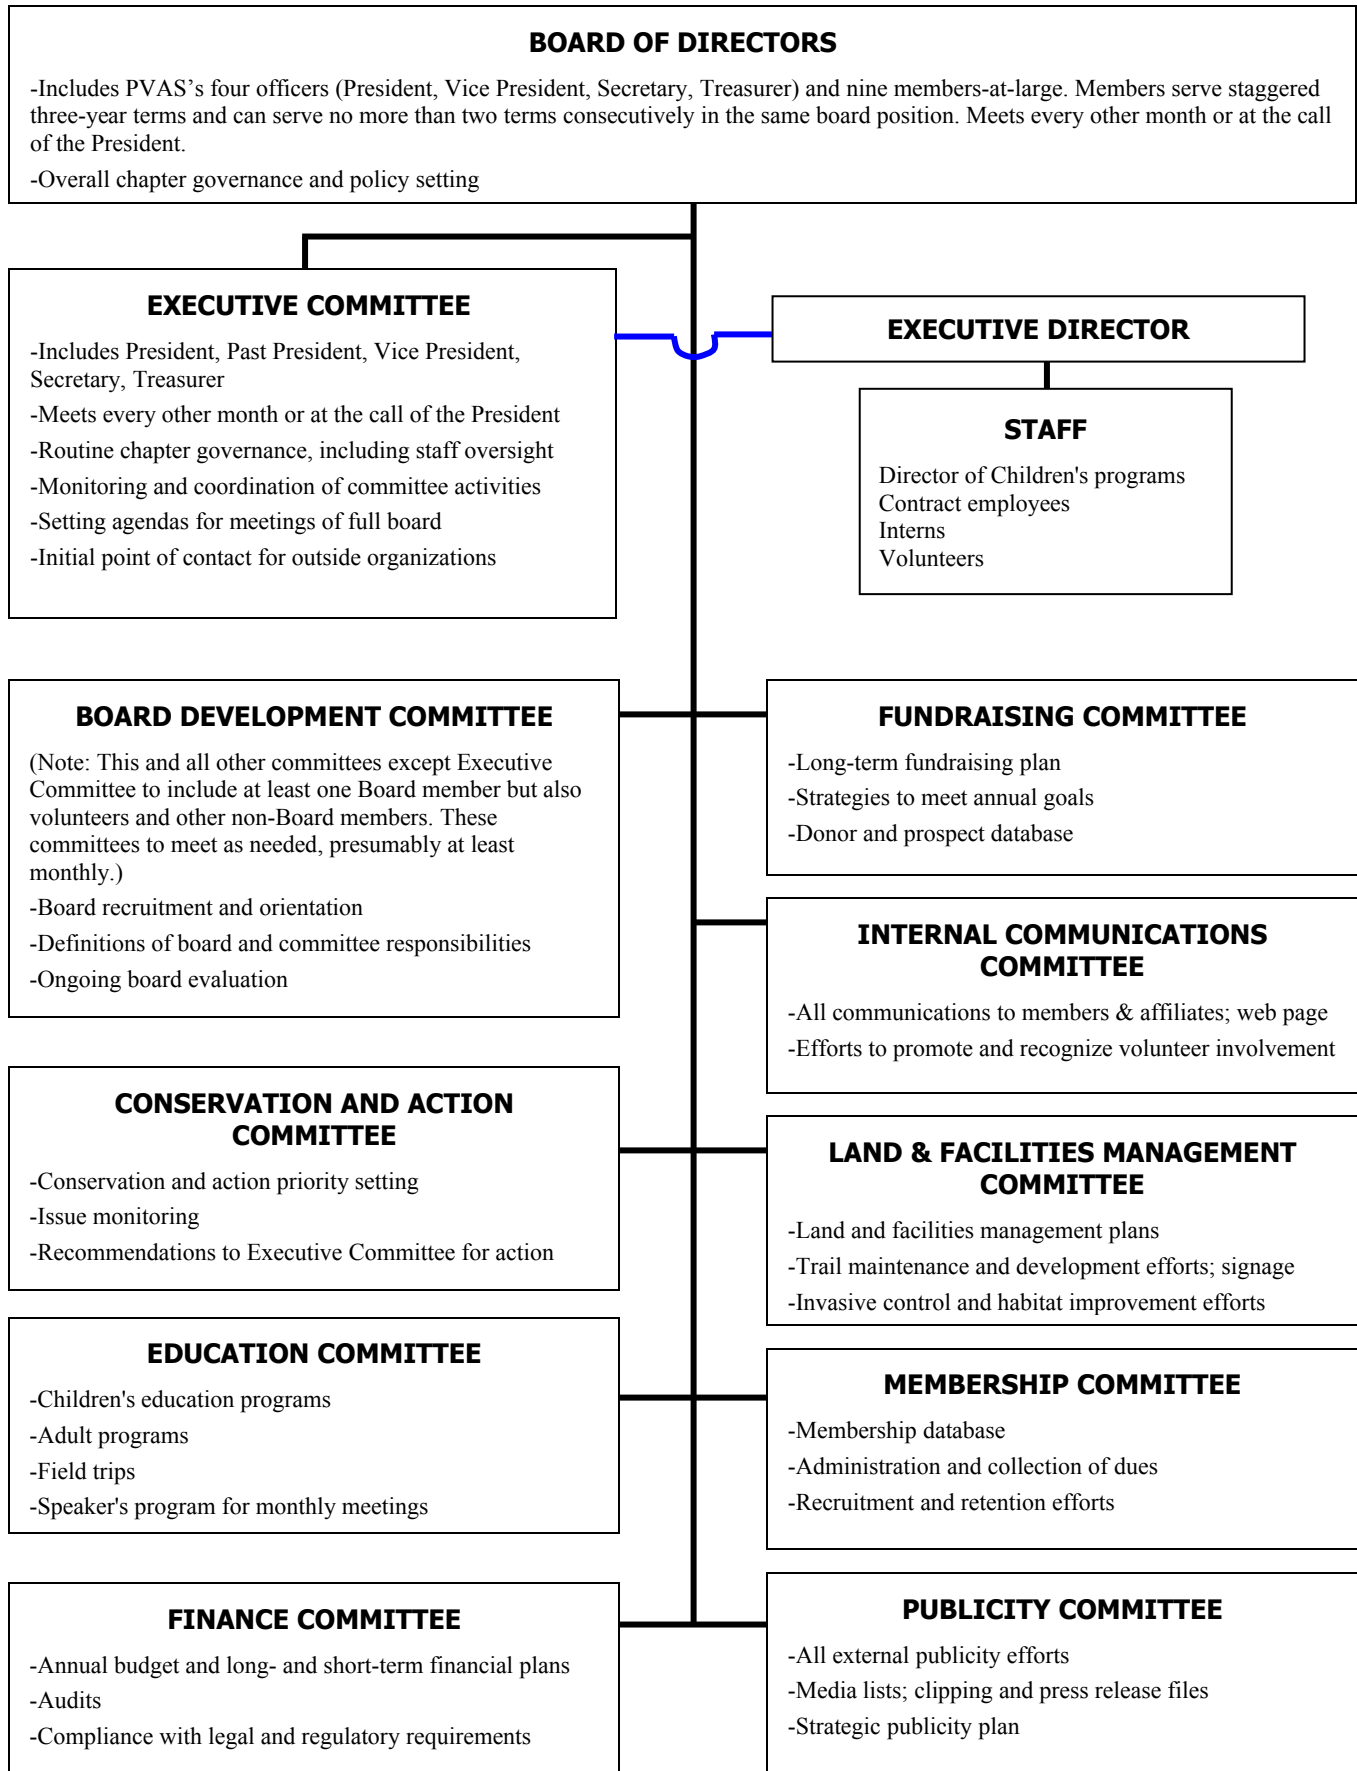 BOARD OF DIRECTORS
-Includes PVAS's four officers (President, Vice President, Secretary, Treasurer) and nine members-at-large. Members serve staggered
three-year terms and can serve no more than two terms consecutively in the same board position. Meets every other month or at the call
of the President.
-Overall chapter governance and policy setting
EXECUTIVE COMMITTEE
-Includes President, Past President, Vice President,
Secretary, Treasurer
-Meets every other month or at the call of the President
-Routine chapter governance, including staff oversight
-Monitoring and coordination of committee activities
-Setting agendas for meetings of full board
-Initial point of contact for outside organizations
EXECUTIVE DIRECTOR
STAFF
Director of Children's programs
Contract employees
Interns
Volunteers
BOARD DEVELOPMENT COMMITTEE
(Note: This and all other committees except Executive
Committee to include at least one Board member but also
volunteers and other non-Board members. These
committees to meet as needed, presumably at least
monthly.)
-Board recruitment and orientation
-Definitions of board and committee responsibilities
-Ongoing board evaluation
FUNDRAISING COMMITTEE
-Long-term fundraising plan
-Strategies to meet annual goals
-Donor and prospect database
INTERNAL COMMUNICATIONS
COMMITTEE
-All communications to members & affiliates; web page
-Efforts to promote and recognize volunteer involvement
CONSERVATION AND ACTION
COMMITTEE
-Conservation and action priority setting
-Issue monitoring
-Recommendations to Executive Committee for action
LAND & FACILITIES MANAGEMENT
COMMITTEE
-Land and facilities management plans
-Trail maintenance and development efforts; signage
-Invasive control and habitat improvement efforts
EDUCATION COMMITTEE
-Children's education programs
-Adult programs
-Field trips
-Speaker's program for monthly meetings
MEMBERSHIP COMMITTEE
-Membership database
-Administration and collection of dues
-Recruitment and retention efforts
FINANCE COMMITTEE
-Annual budget and long- and short-term financial plans
-Audits
-Compliance with legal and regulatory requirements
PUBLICITY COMMITTEE
-All external publicity efforts
-Media lists; clipping and press release files
-Strategic publicity plan